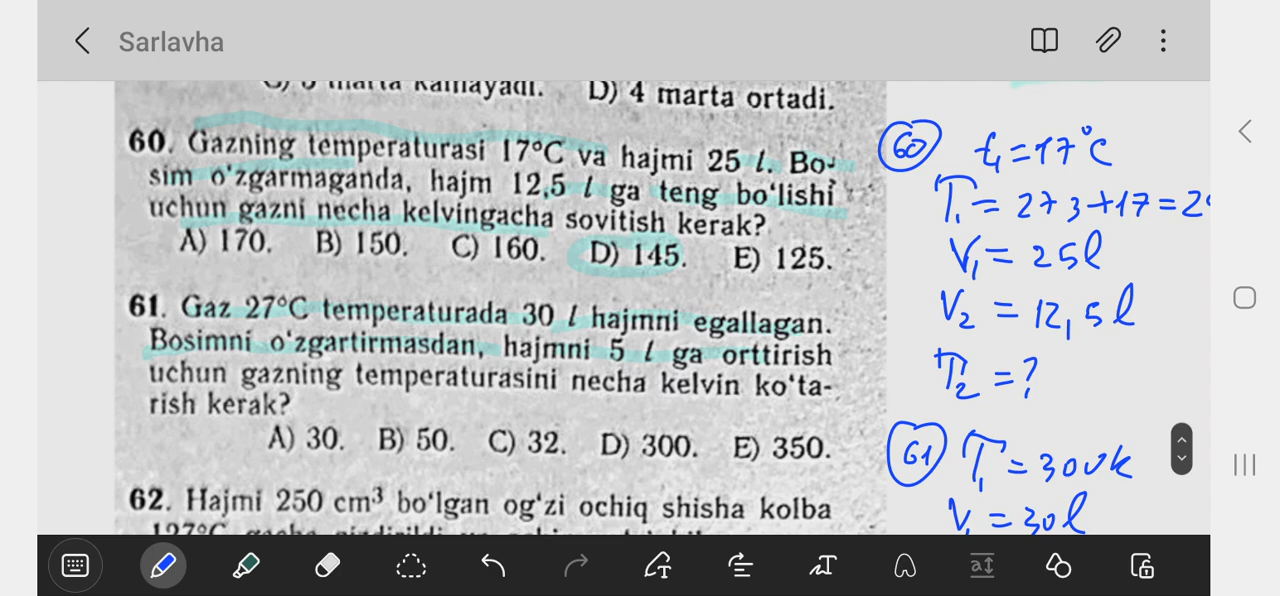 Sarlavha
D) 4 marta ortadi.
60. Gazning temperaturasi 17°C va hajmi 25 l. Bo-
sim o'zgarmaganda, hajm 12,5 l ga teng bo'lishi
uchun gazni necha kelvingacha sovitish kerak?
A) 170. B) 150. C) 160. D) 145. E) 125.
61. Gaz 27°C temperaturada 30 l hajmni egallagan.
Bosimni o'zgartirmasdan, hajmni 5 l ga orttirish
uchun gazning temperaturasini necha kelvin ko'ta-
rish kerak?
A) 30. B) 50. C) 32. D) 300. E) 350.
62. Hajmi 250 cm³ bo'lgan og'zi ochiq shisha kolba
60 t₁=17°C
T₁=273+17=2
V₁=25l
V₂=12,5l
T₂=?
61 T₁=300k
V₁=30l